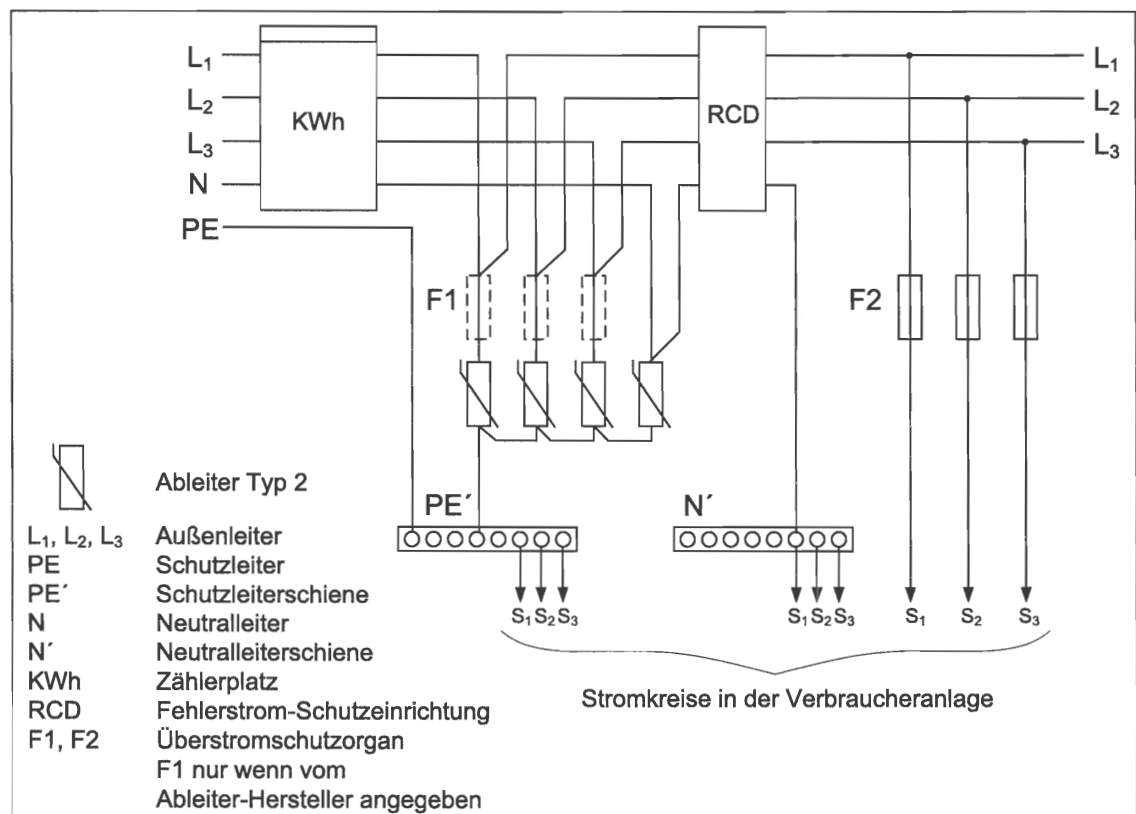 L₁ L₁
L₂ KWh RCD L₂
L₃ L₃
N
PE
F1 F2
Ableiter Typ 2
PE´ N´
L₁, L₂, L₃ Außenleiter
PE Schutzleiter
PE´ Schutzleiterschiene
N Neutralleiter
N´ Neutralleiterschiene
KWh Zählerplatz
RCD Fehlerstrom-Schutzeinrichtung
F1, F2 Überstromschutzorgan
F1 nur wenn vom
Ableiter-Hersteller angegeben
S₁ S₂ S₃ S₁ S₂ S₃ S₁ S₂ S₃
Stromkreise in der Verbraucheranlage